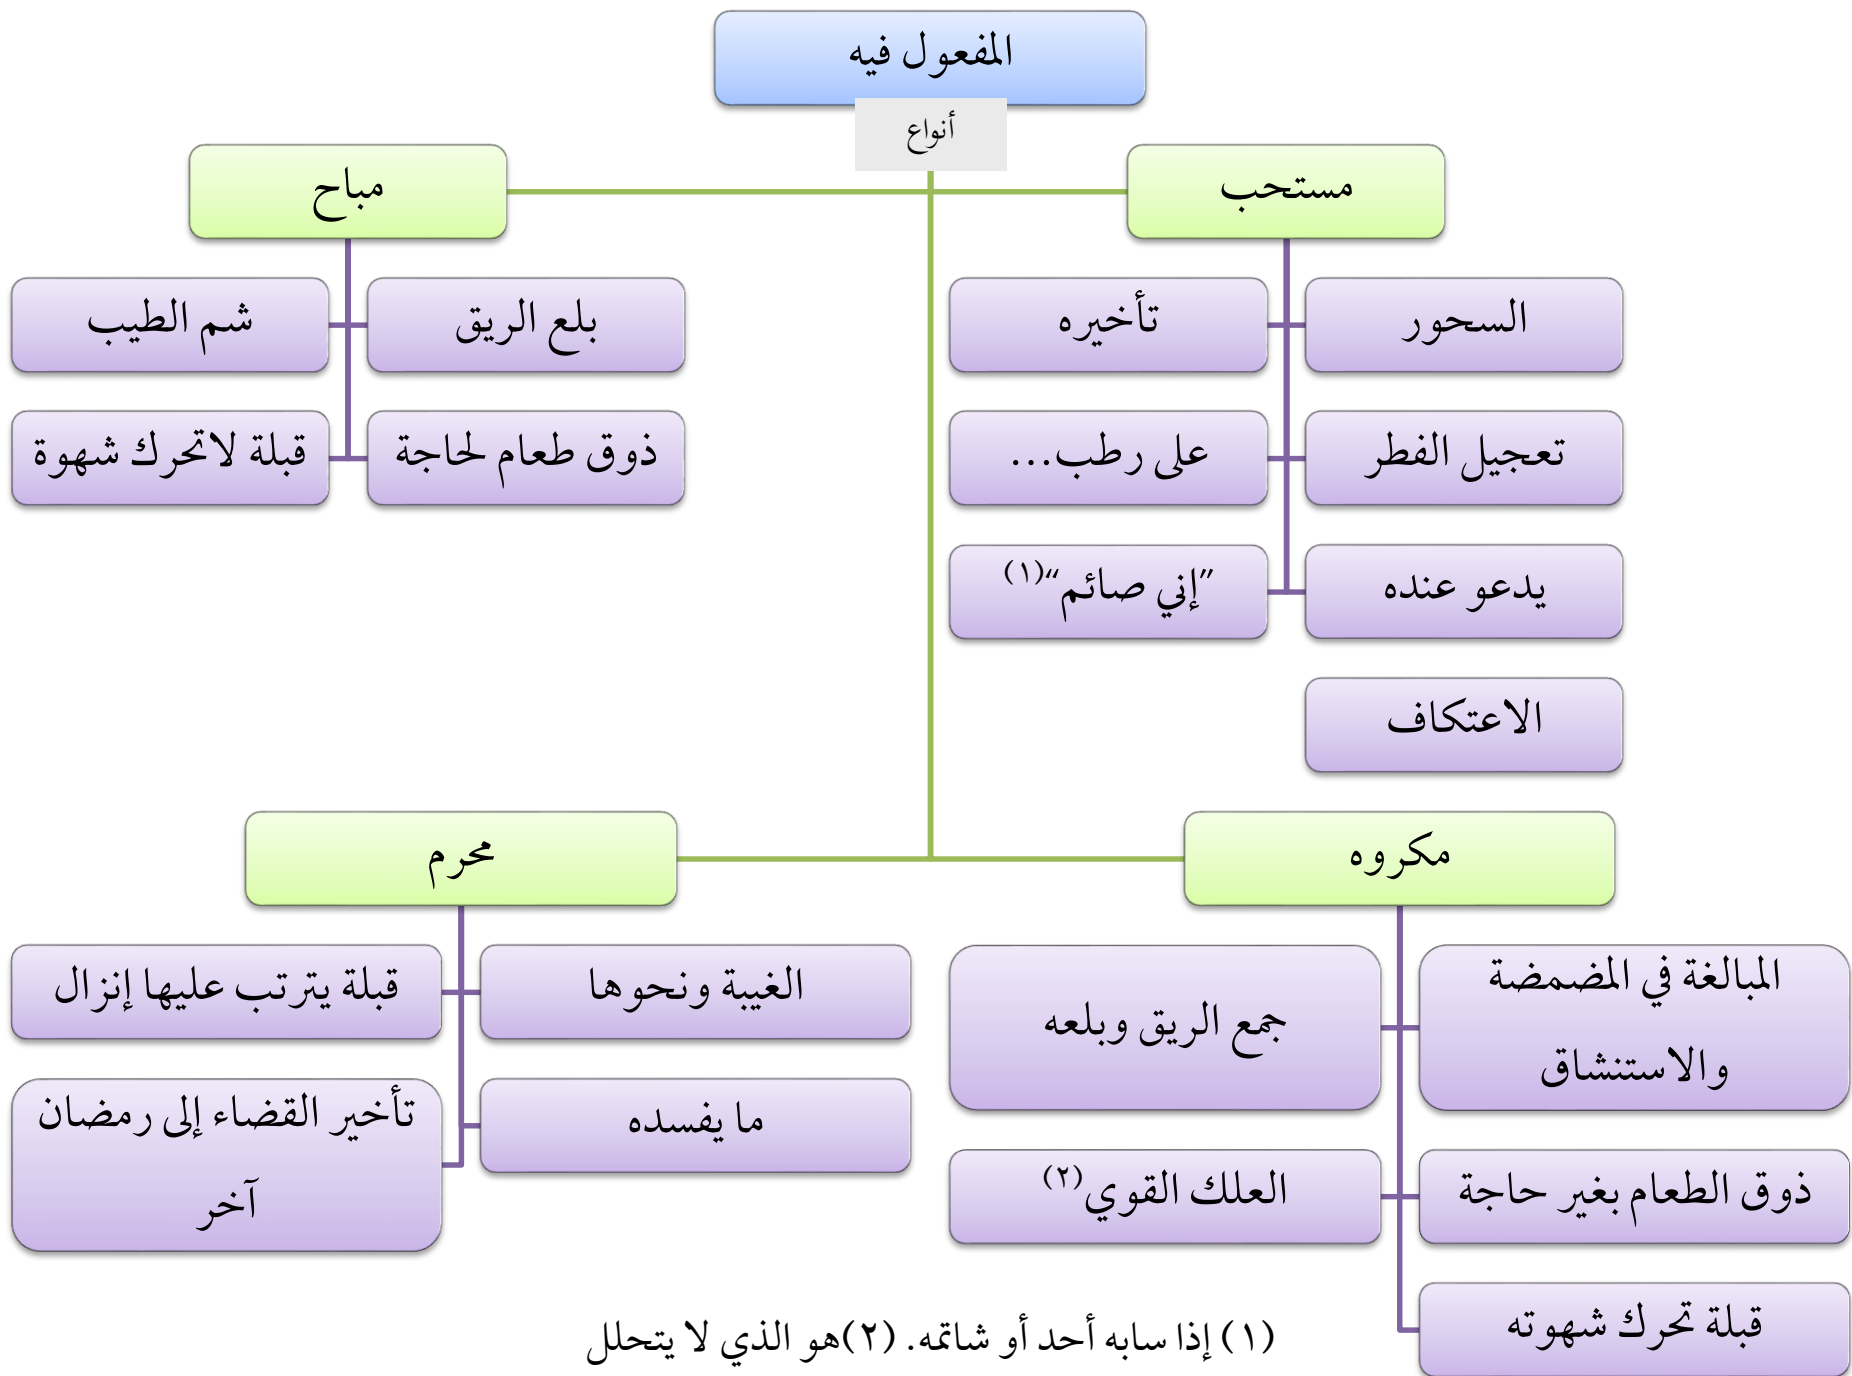 المفعول فيه
أنواع
مستحب
السحور
تأخيره
تعجيل الفطر
على رطب...
يدعو عنده
”إني صائم“(١)
الاعتكاف
مباح
بلع الريق
شم الطيب
ذوق طعام لحاجة
قبلة لاتحرك شهوة
مكروه
المبالغة في المضمضة
والاستنشاق
جمع الريق وبلعه
ذوق الطعام بغير حاجة
العلك القوي(٢)
قبلة تحرك شهوته
محرم
الغيبة ونحوها
قبلة يترتب عليها إنزال
ما يفسده
تأخير القضاء إلى رمضان
آخر
(١) إذا سابه أحد أو شاتمه. (٢)هو الذي لا يتحلل